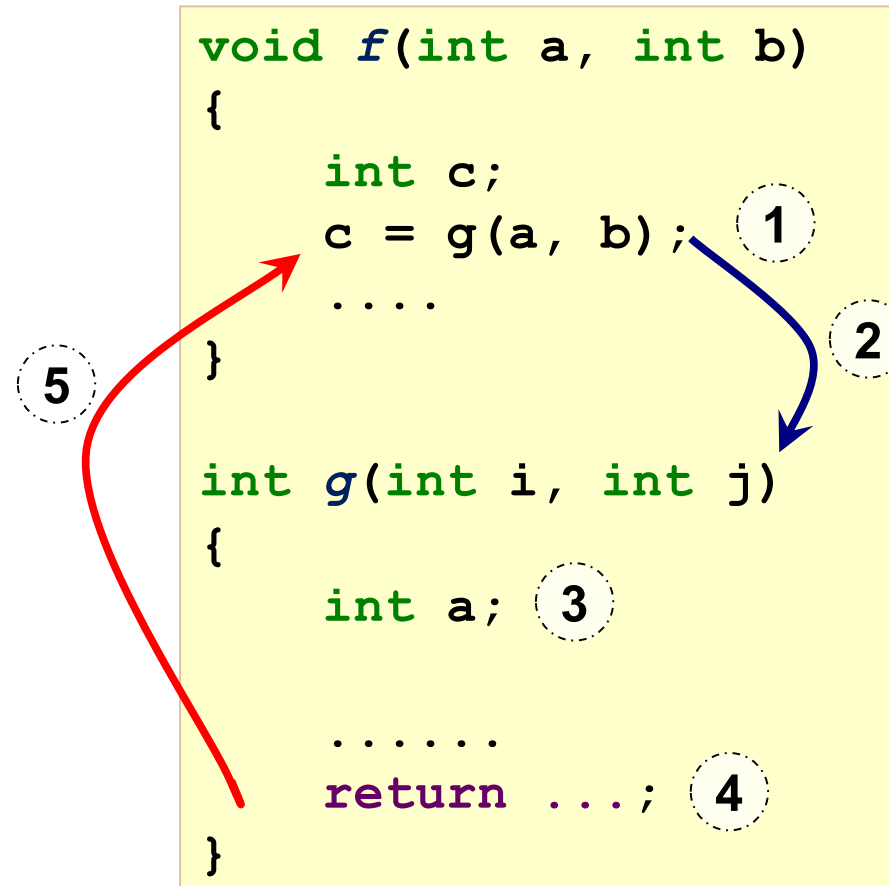 void f(int a, int b)
{
int c;
c = g(a, b); 1
.... 2
}
5
int g(int i, int j)
{
int a; 3
......
return ...; 4
}